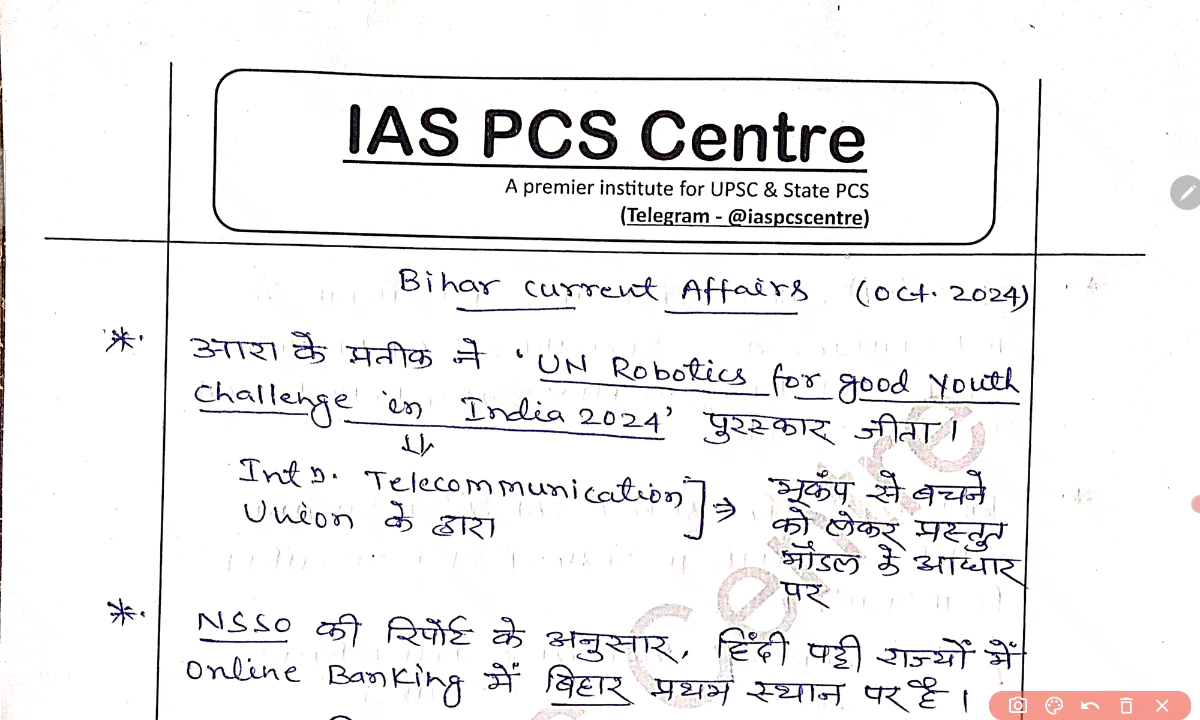 IAS PCS Centre
A premier institute for UPSC & State PCS
(Telegram - @iaspcscentre)
Bihar current Affairs (Oct. 2024)
*. आरा के प्रतीक ने 'UN Robotics for good Youth
Challenge in India 2024' पुरस्कार जीता।
⇓
Intn. Telecommunication
Union के द्वारा
] ⇒ भूकंप से बचने
को लेकर प्रस्तुत
मॉडल के आधार
पर
*. NSSO की रिपोर्ट के अनुसार, हिंदी पट्टी राज्यों में
Online Banking में बिहार प्रथम स्थान पर है।